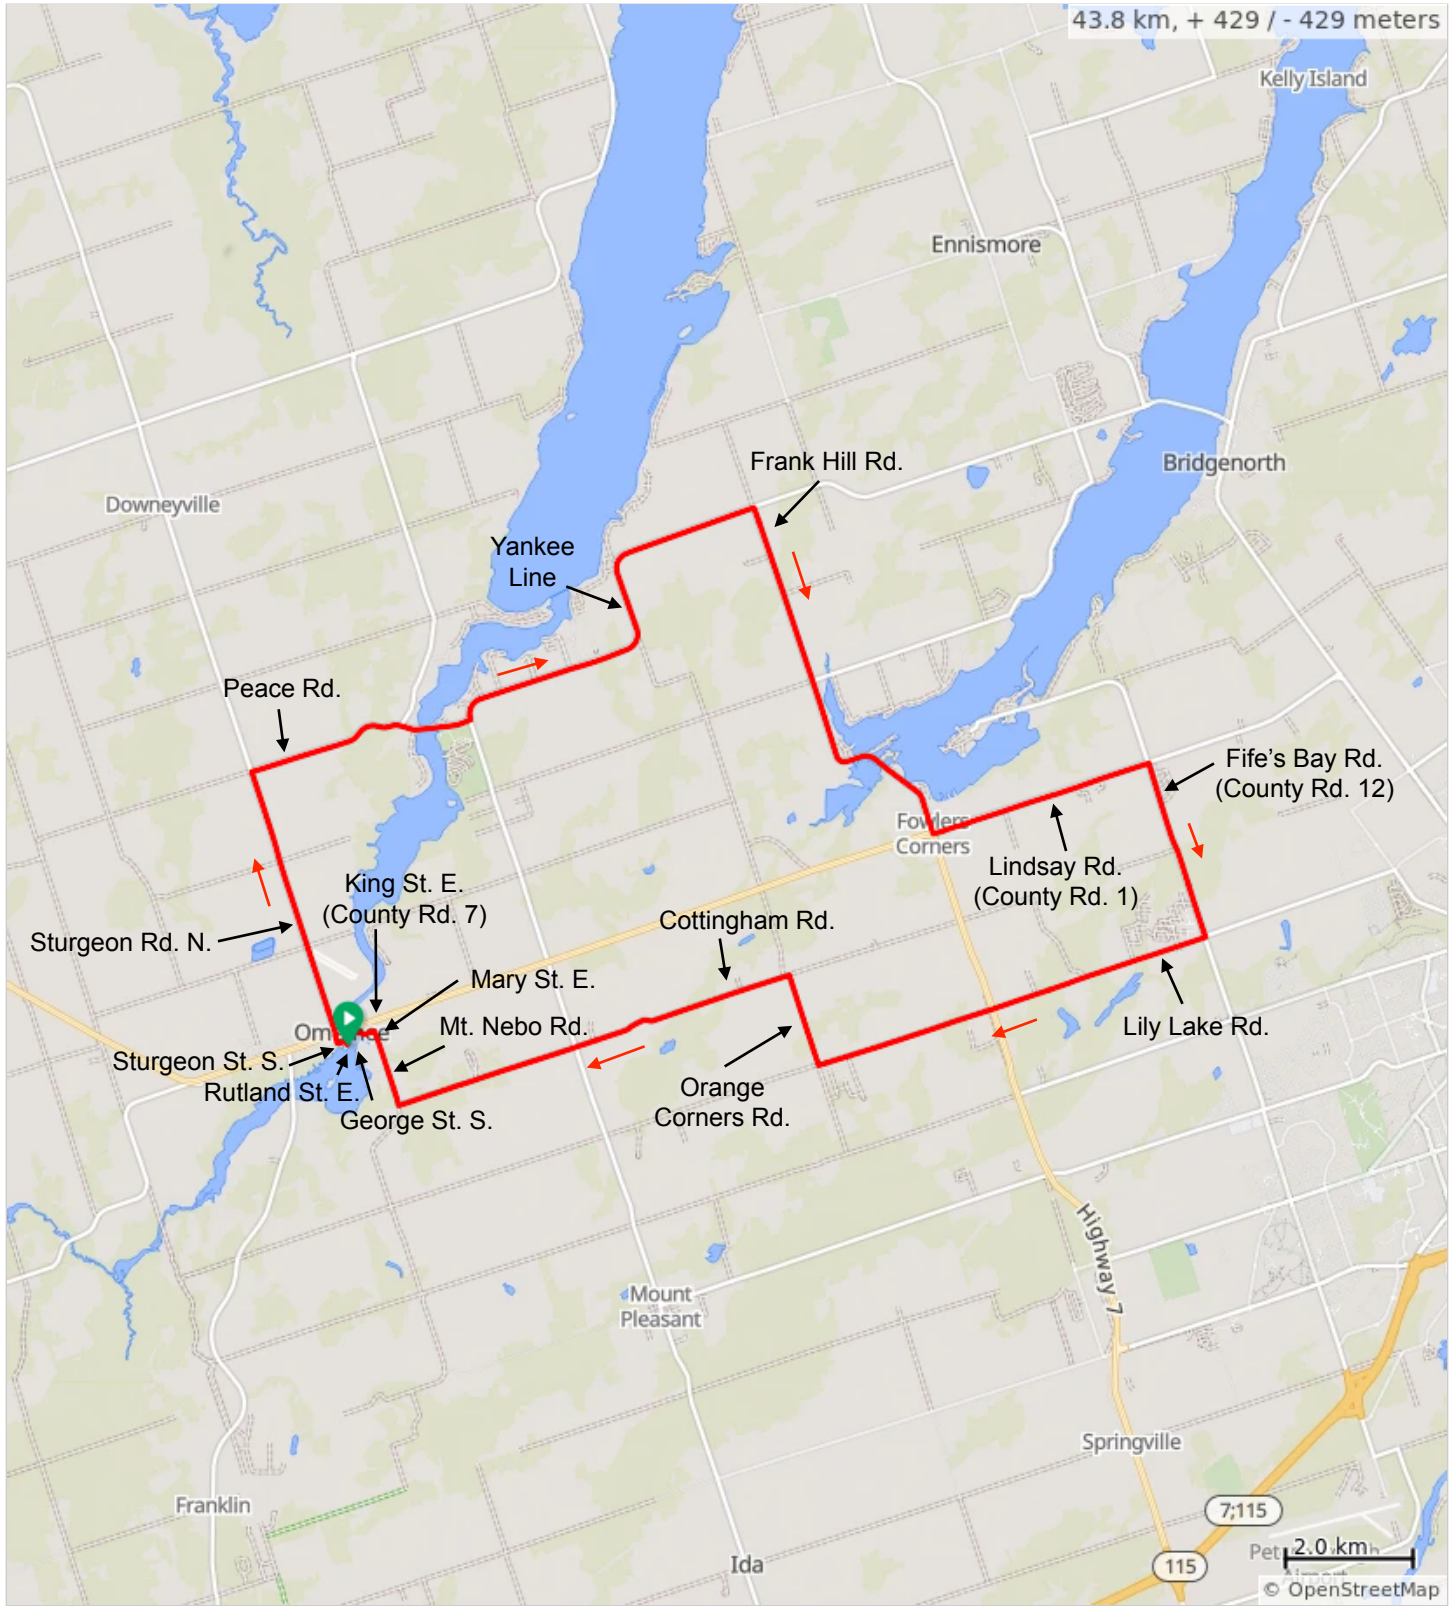 43.8 km, + 429 / - 429 meters
Kelly Island
Ennismore
Frank Hill Rd.
Bridgenorth
Downeyville
Yankee
Line
Peace Rd.
Fife's Bay Rd.
(County Rd. 12)
Fowlers
Corners
Lindsay Rd.
(County Rd. 1)
King St. E.
(County Rd. 7)
Cottingham Rd.
Sturgeon Rd. N.
Mary St. E.
Mt. Nebo Rd.
Lily Lake Rd.
Sturgeon St. S.
Rutland St. E.
George St. S.
Orange
Corners Rd.
Highway 7
Mount
Pleasant
Springville
Franklin
7;115
2.0 km
Ida
115
© OpenStreetMap